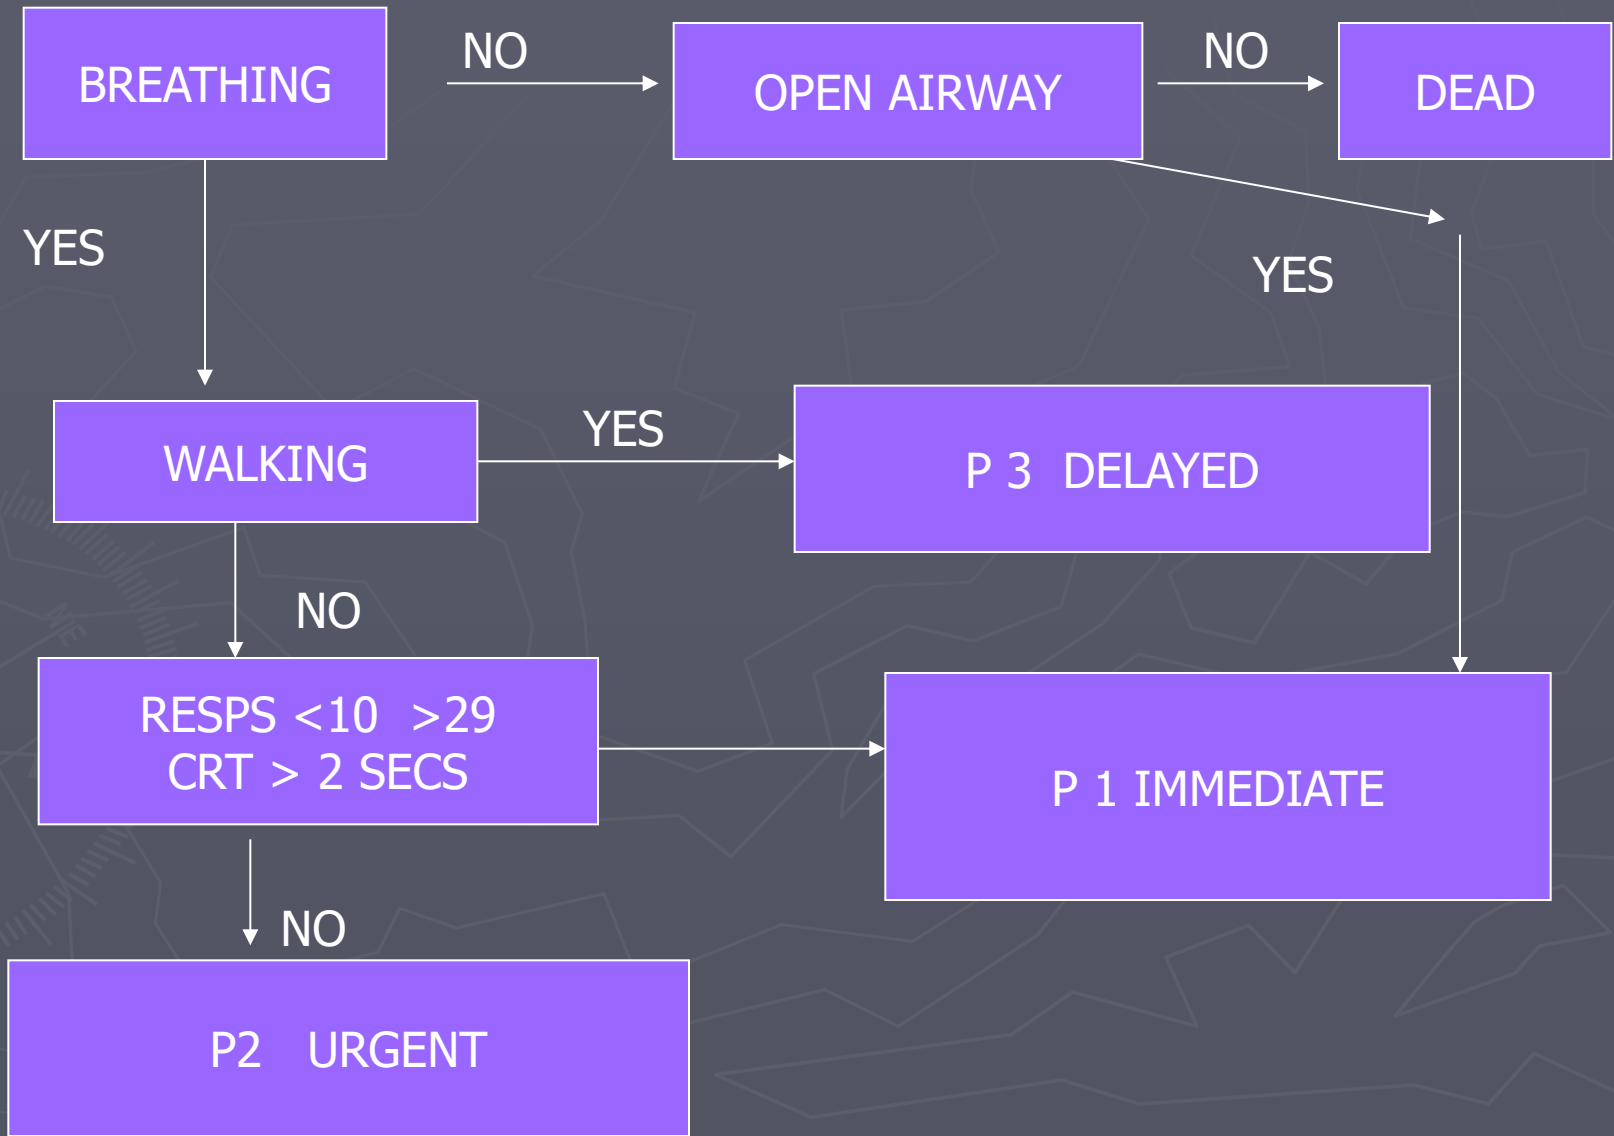 BREATHING
NO
OPEN AIRWAY
NO
DEAD
YES
YES
WALKING
YES
P 3 DELAYED
NO
RESPS <10 >29
CRT > 2 SECS
P 1 IMMEDIATE
NO
P2 URGENT